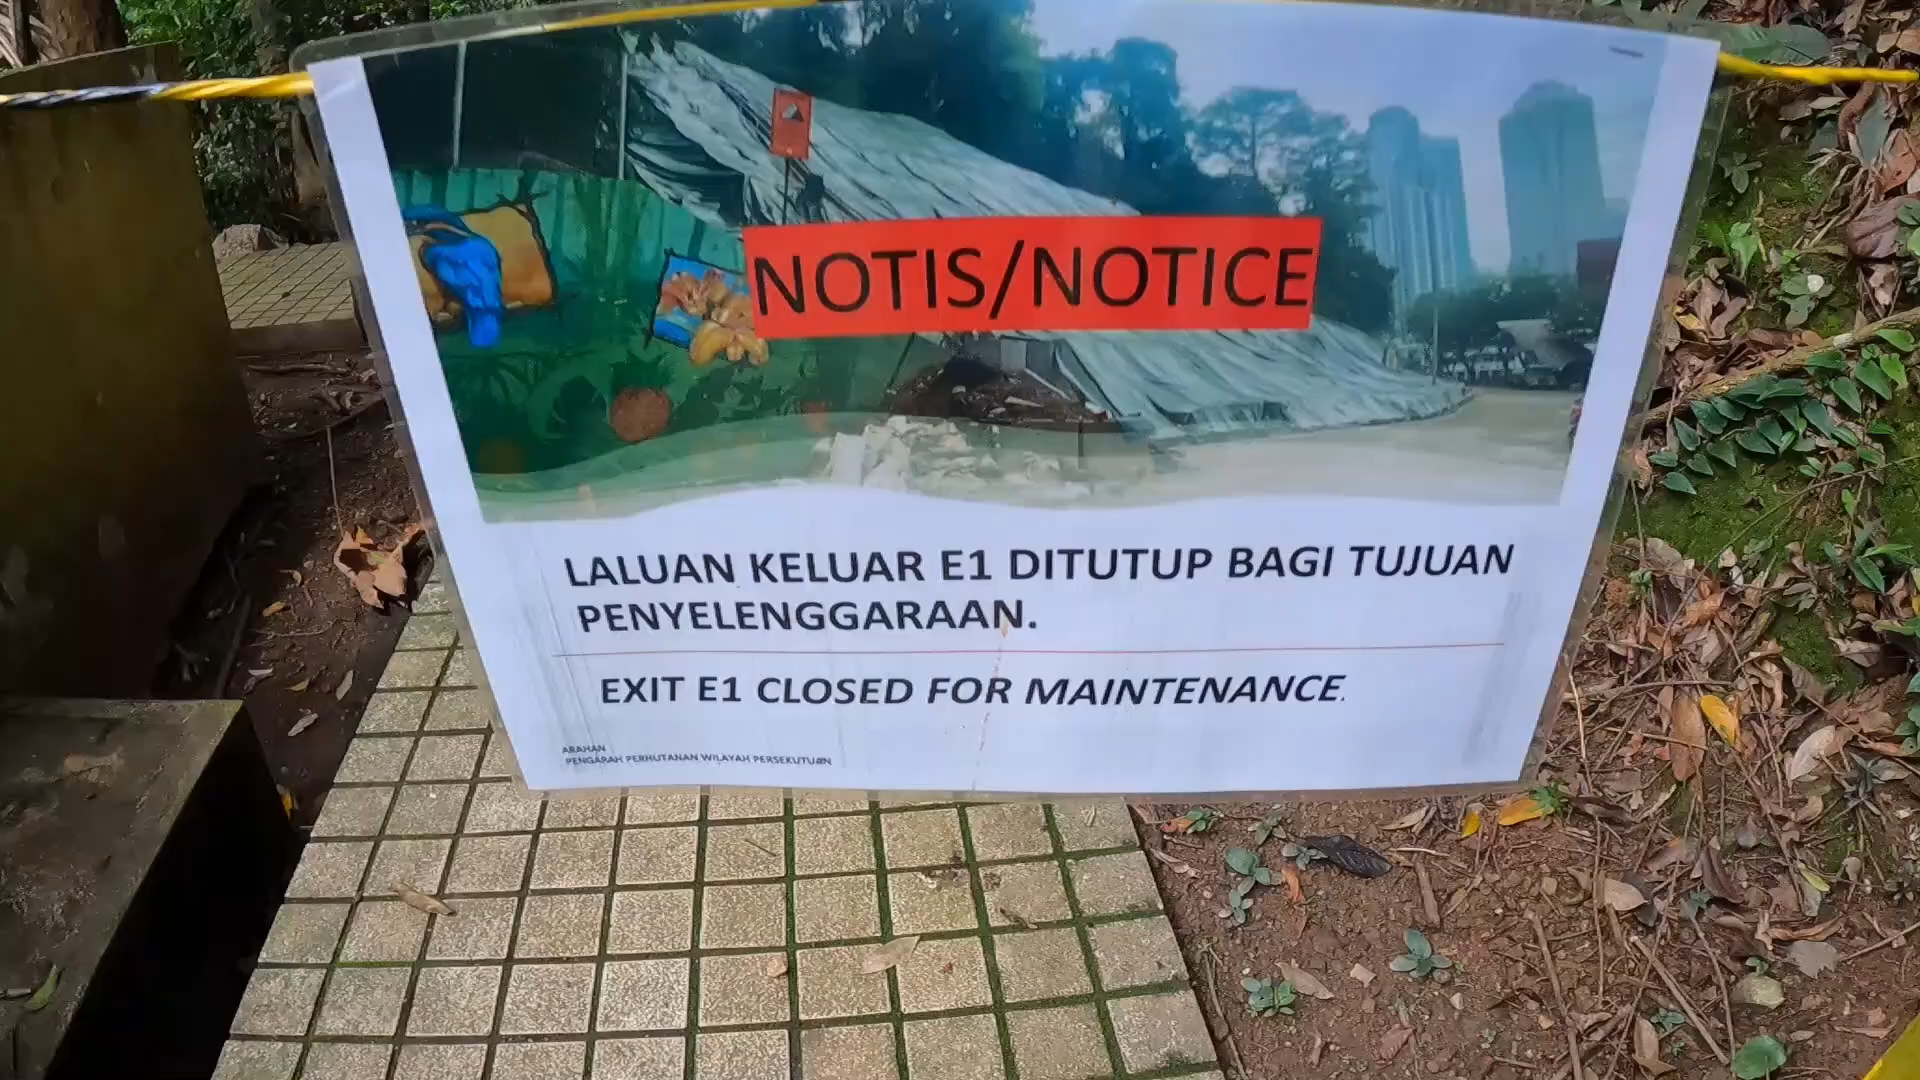 NOTIS/NOTICE
LALUAN KELUAR E1 DITUTUP BAGI TUJUAN
PENYELENGGARAAN.
EXIT E1 CLOSED FOR MAINTENANCE.
ARAHAN
PENGARAH PERHUTANAN WILAYAH PERSEKUTUAN